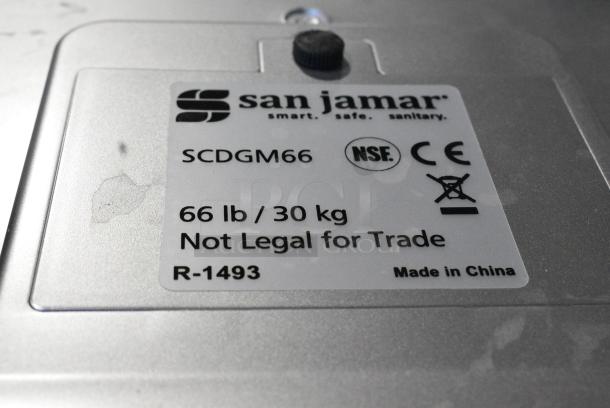 san jamar
smart. safe. sanitary.
SCDGM66
NSF. CE
66 lb / 30 kg
Not Legal for Trade
R-1493
Made in China